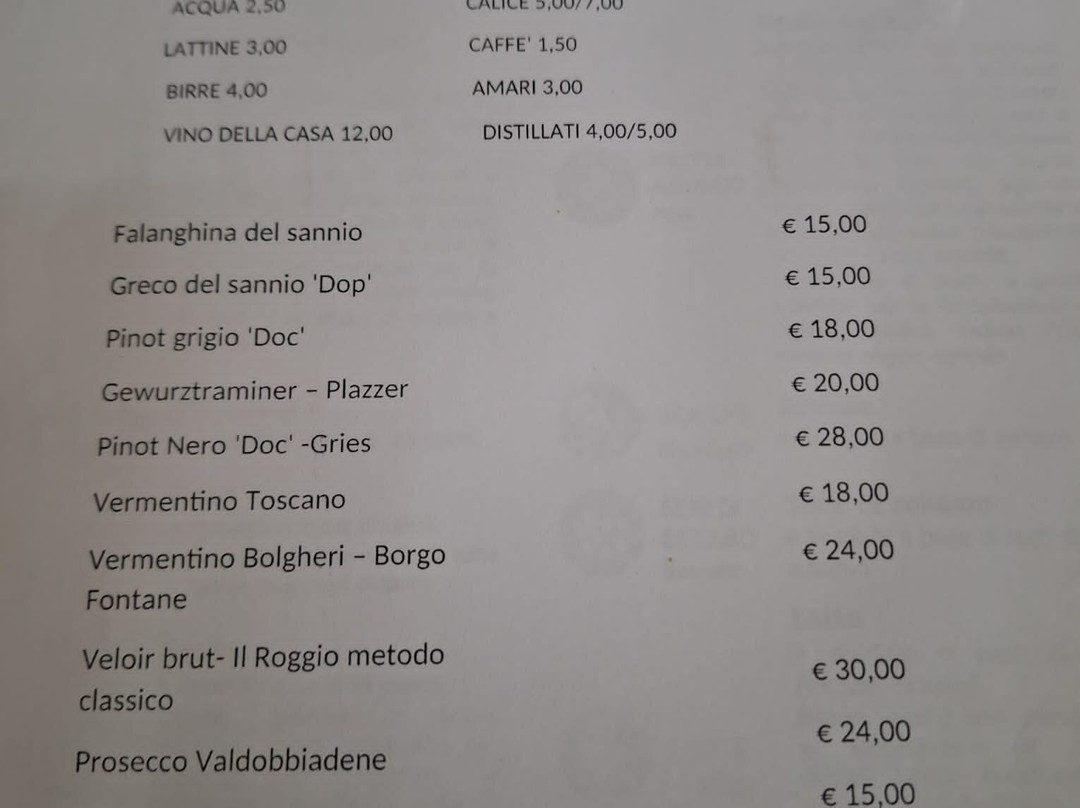 ACQUA 2,50 CALICE 5,00/7,00
LATTINE 3,00 CAFFE' 1,50
BIRRE 4,00 AMARI 3,00
VINO DELLA CASA 12,00 DISTILLATI 4,00/5,00
Falanghina del sannio € 15,00
Greco del sannio 'Dop' € 15,00
Pinot grigio 'Doc' € 18,00
Gewurztraminer – Plazzer € 20,00
Pinot Nero 'Doc' -Gries € 28,00
Vermentino Toscano € 18,00
Vermentino Bolgheri – Borgo € 24,00
Fontane
Veloir brut- Il Roggio metodo € 30,00
classico
Prosecco Valdobbiadene € 24,00
€ 15,00